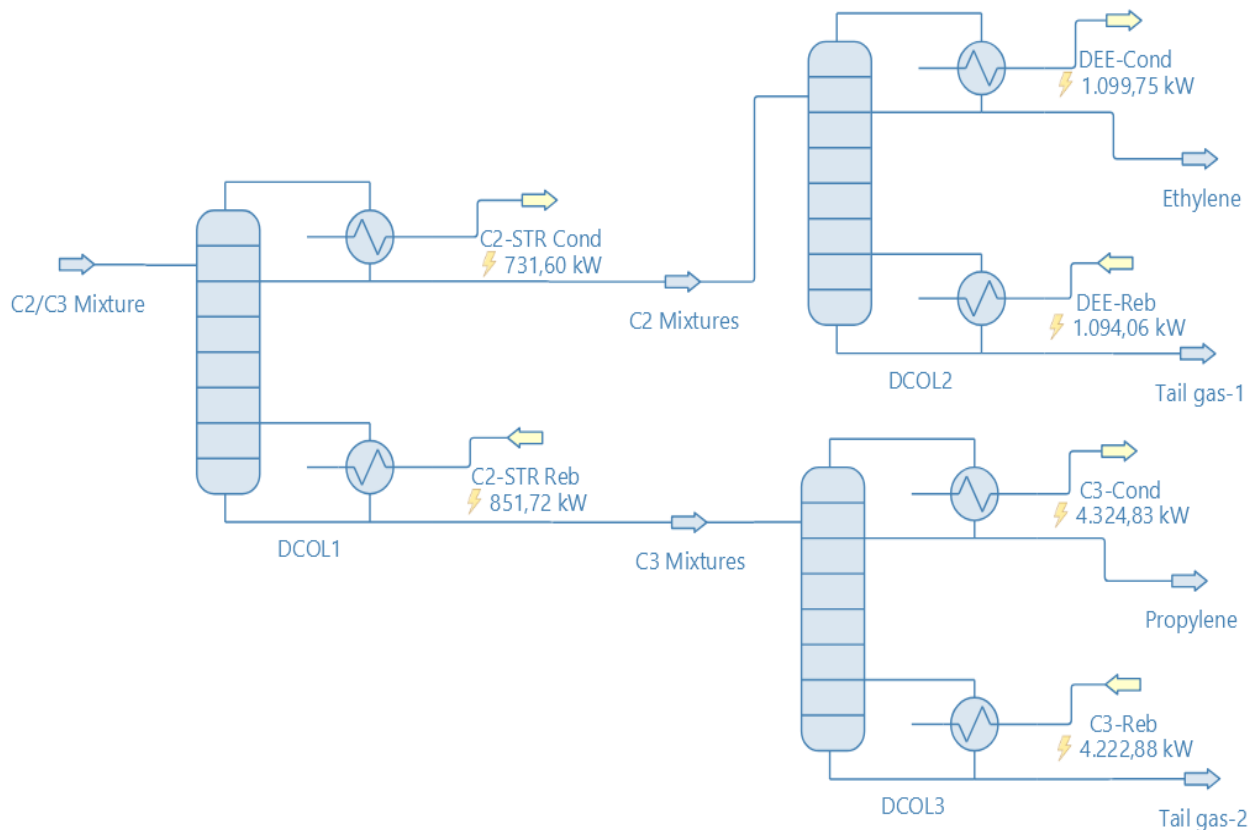 DEE-Cond
1.099,75 kW
Ethylene
C2-STR Cond
731,60 kW
C2/C3 Mixture
C2 Mixtures
DEE-Reb
1.094,06 kW
DCOL2
Tail gas-1
C2-STR Reb
851,72 kW
DCOL1
C3 Mixtures
C3-Cond
4.324,83 kW
Propylene
C3-Reb
4.222,88 kW
DCOL3
Tail gas-2